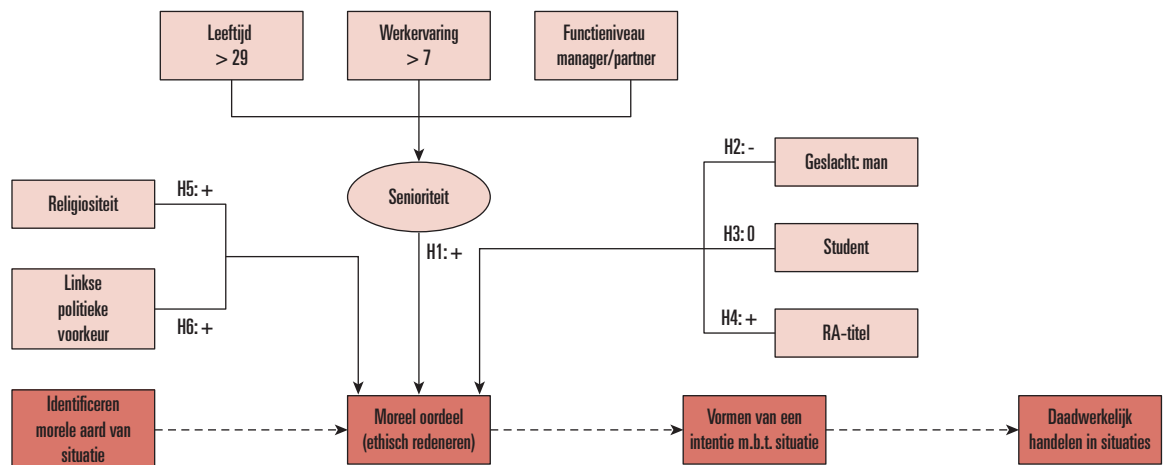 Leeftijd
> 29
Werkervaring
> 7
Functieniveau
manager/partner
H2: -
Geslacht: man
H5: +
Religiositeit
Senioriteit
H3: 0
Student
H1: +
Linkse
politieke
voorkeur
H6: +
H4: +
RA-titel
Identificeren
morele aard van
situatie
Moreel oordeel
(ethisch redeneren)
Vormen van een
intentie m.b.t. situatie
Daadwerkelijk
handelen in situaties